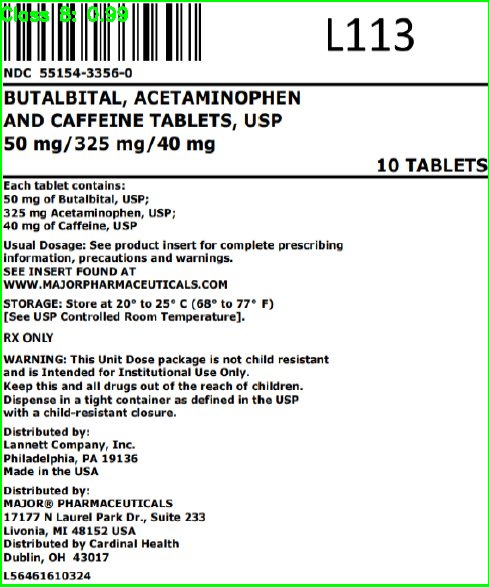 Class 8: 0.99
L113
NDC 55154-3356-0
BUTALBITAL, ACETAMINOPHEN
AND CAFFEINE TABLETS, USP
50 mg/325 mg/40 mg
10 TABLETS
Each tablet contains:
50 mg of Butalbital, USP;
325 mg Acetaminophen, USP;
40 mg of Caffeine, USP
Usual Dosage: See product insert for complete prescribing
information, precautions and warnings.
SEE INSERT FOUND AT
WWW.MAJORPHARMACEUTICALS.COM
STORAGE: Store at 20° to 25° C (68° to 77° F)
[See USP Controlled Room Temperature].
RX ONLY
WARNING: This Unit Dose package is not child resistant
and is Intended for Institutional Use Only.
Keep this and all drugs out of the reach of children.
Dispense in a tight container as defined in the USP
with a child-resistant closure.
Distributed by:
Lannett Company, Inc.
Philadelphia, PA 19136
Made in the USA
Distributed by:
MAJOR® PHARMACEUTICALS
17177 N Laurel Park Dr., Suite 233
Livonia, MI 48152 USA
Distributed by Cardinal Health
Dublin, OH 43017
L56461610324